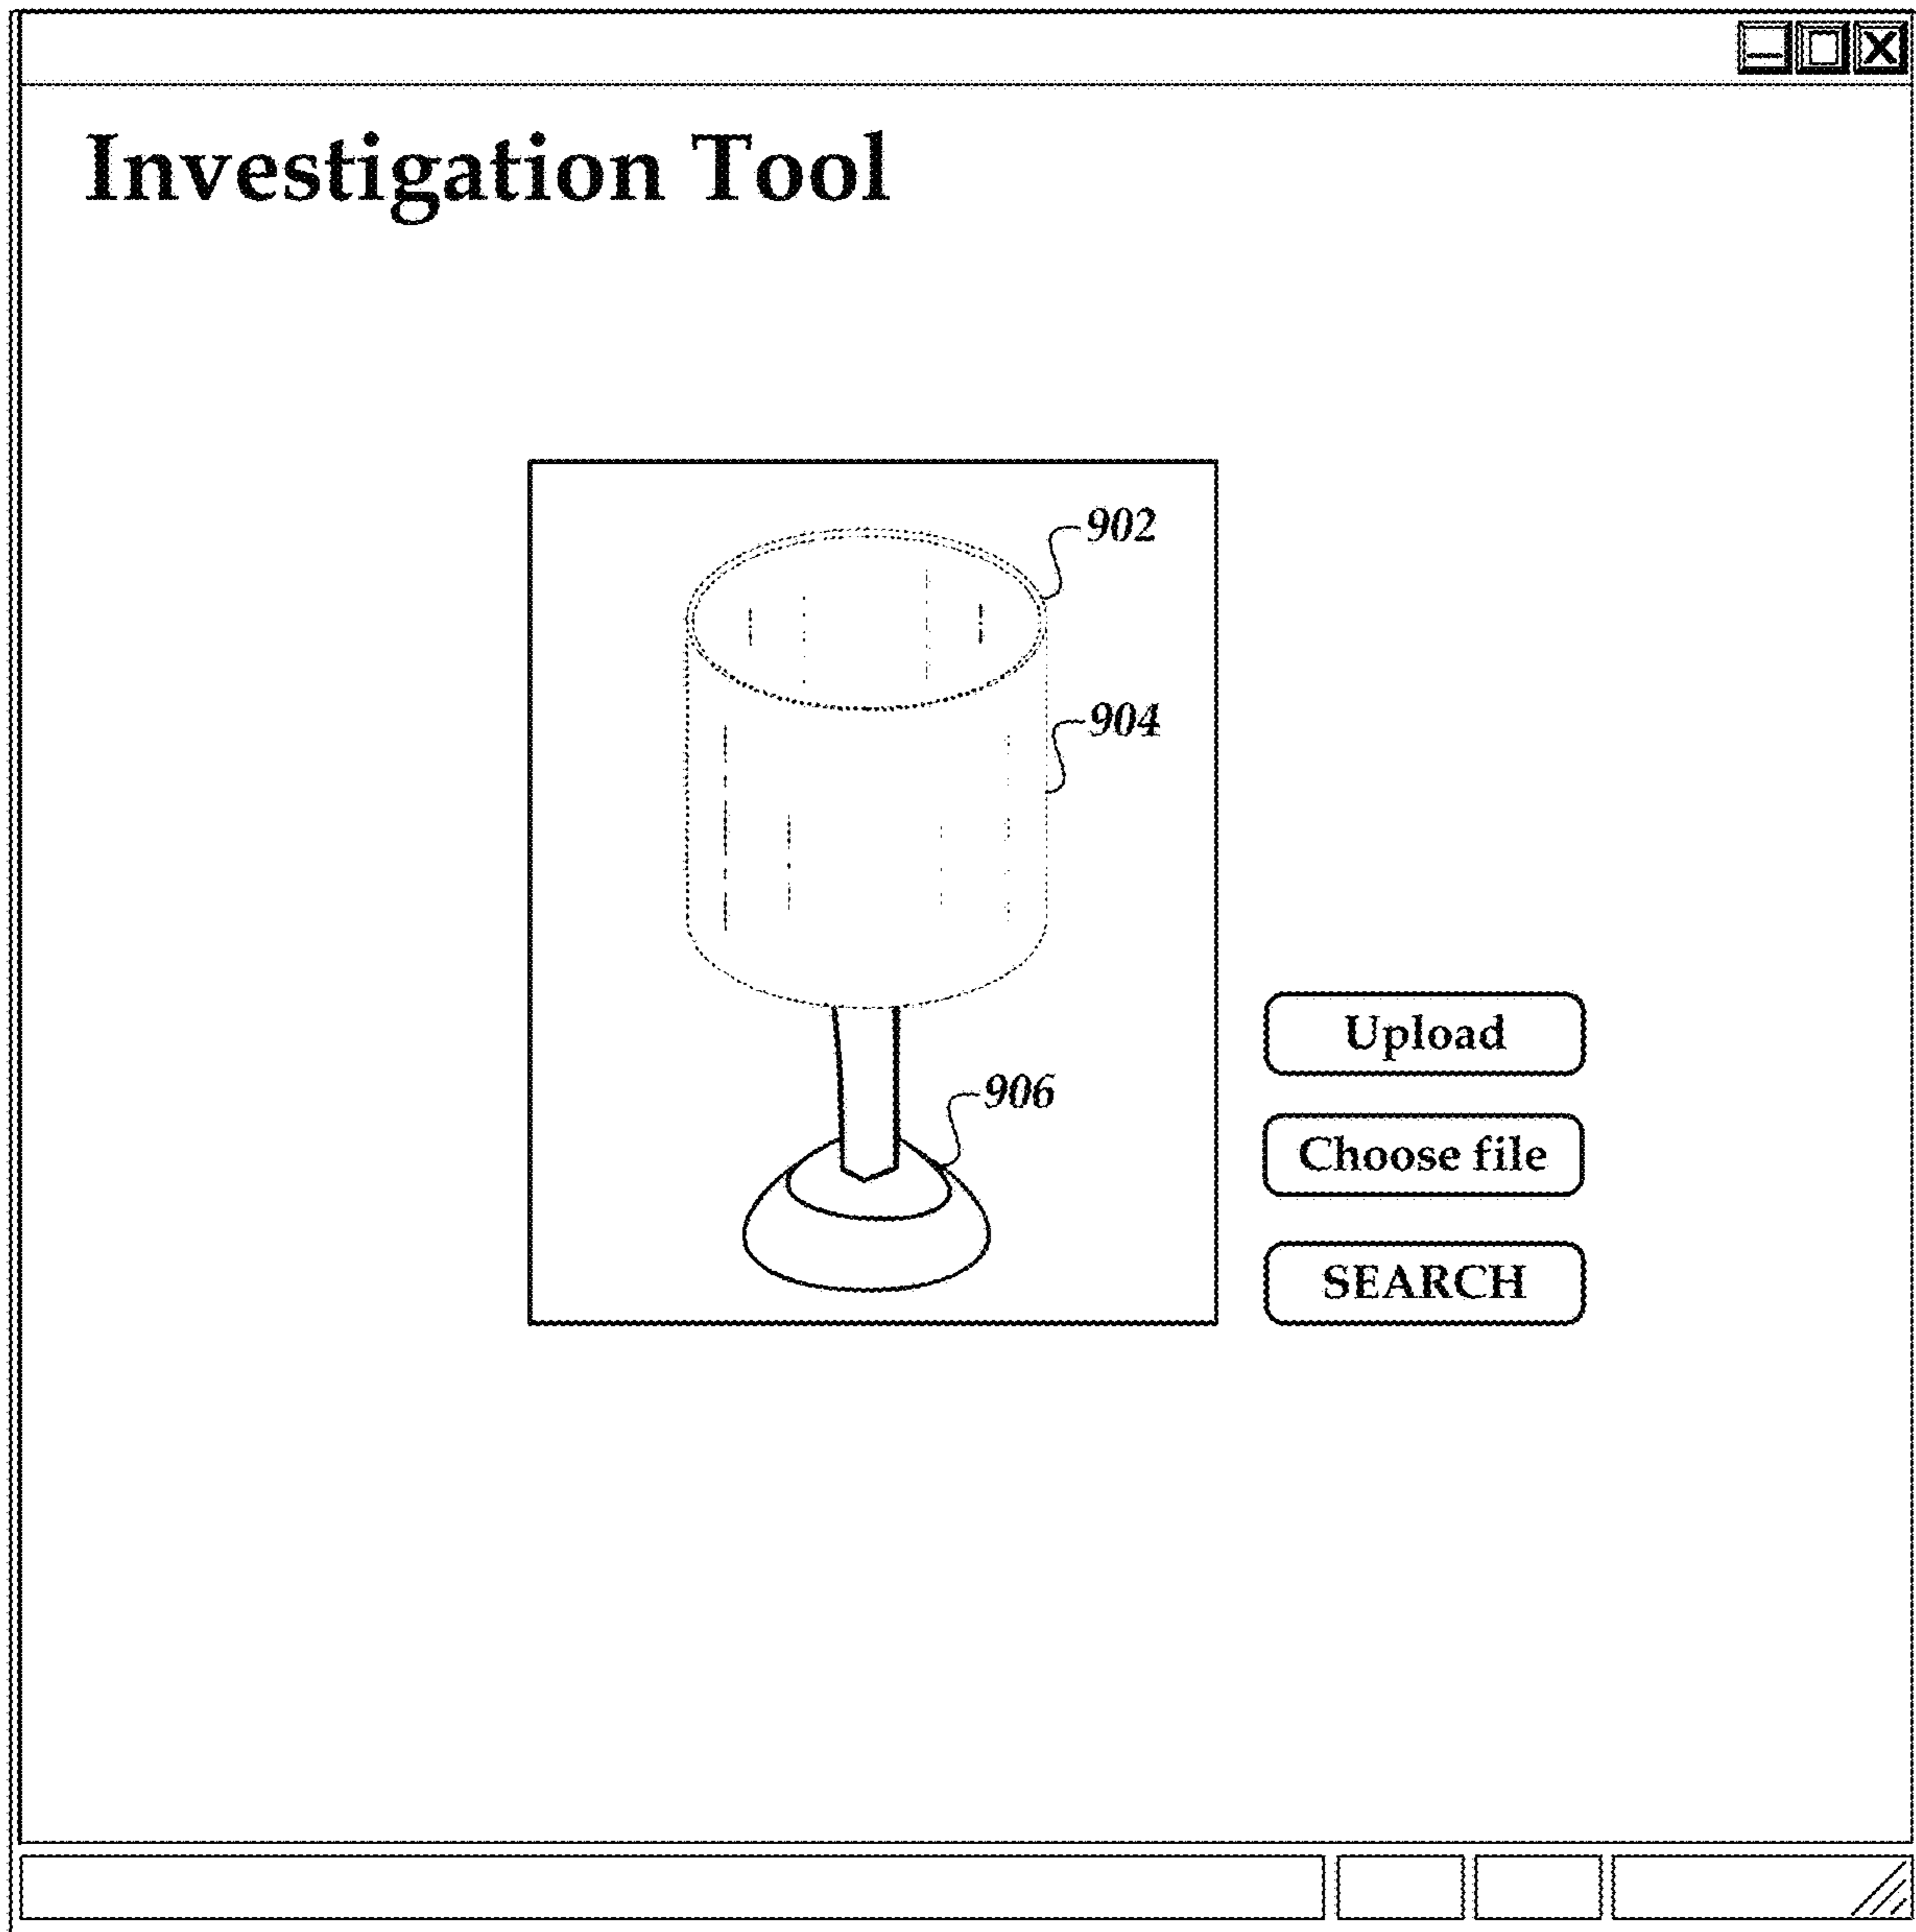 Investigation Tool
902
904
906
Upload
Choose file
SEARCH